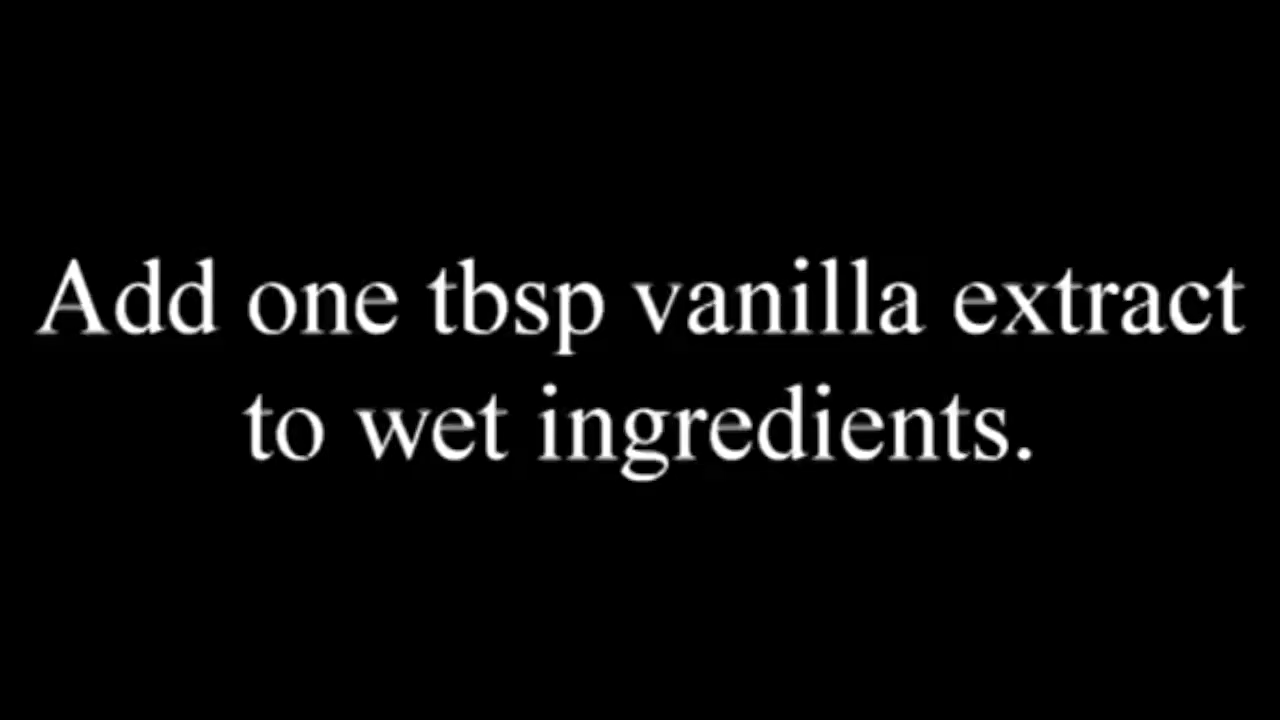 Add one tbsp vanilla extract
to wet ingredients.